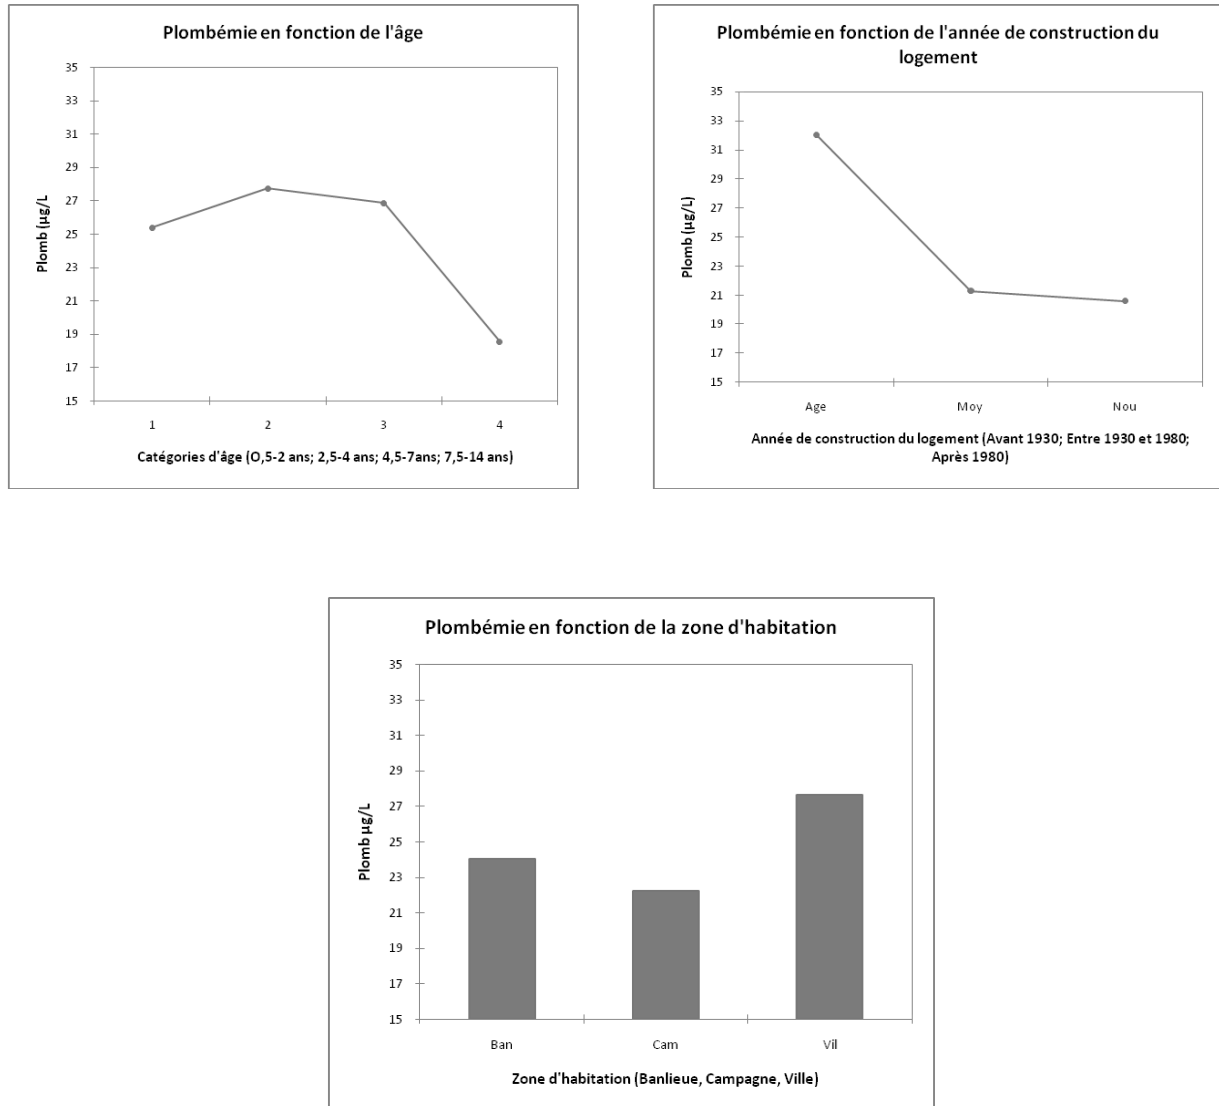 Plombémie en fonction de l'âge
35
33
31
29
27
25
23
21
19
17
15
Plomb (µg/L
1 2 3 4
Catégories d'âge (0,5-2 ans; 2,5-4 ans; 4,5-7ans; 7,5-14 ans)
Plombémie en fonction de l'année de construction du
logement
35
33
31
29
27
25
23
21
19
17
15
Plomb (µg/L)
Age Moy Nou
Année de construction du logement (Avant 1930; Entre 1930 et 1980;
Après 1980)
Plombémie en fonction de la zone d'habitation
35
33
31
29
27
25
23
21
19
17
15
Plomb µg/L
Ban Cam Vil
Zone d'habitation (Banlieue, Campagne, Ville)